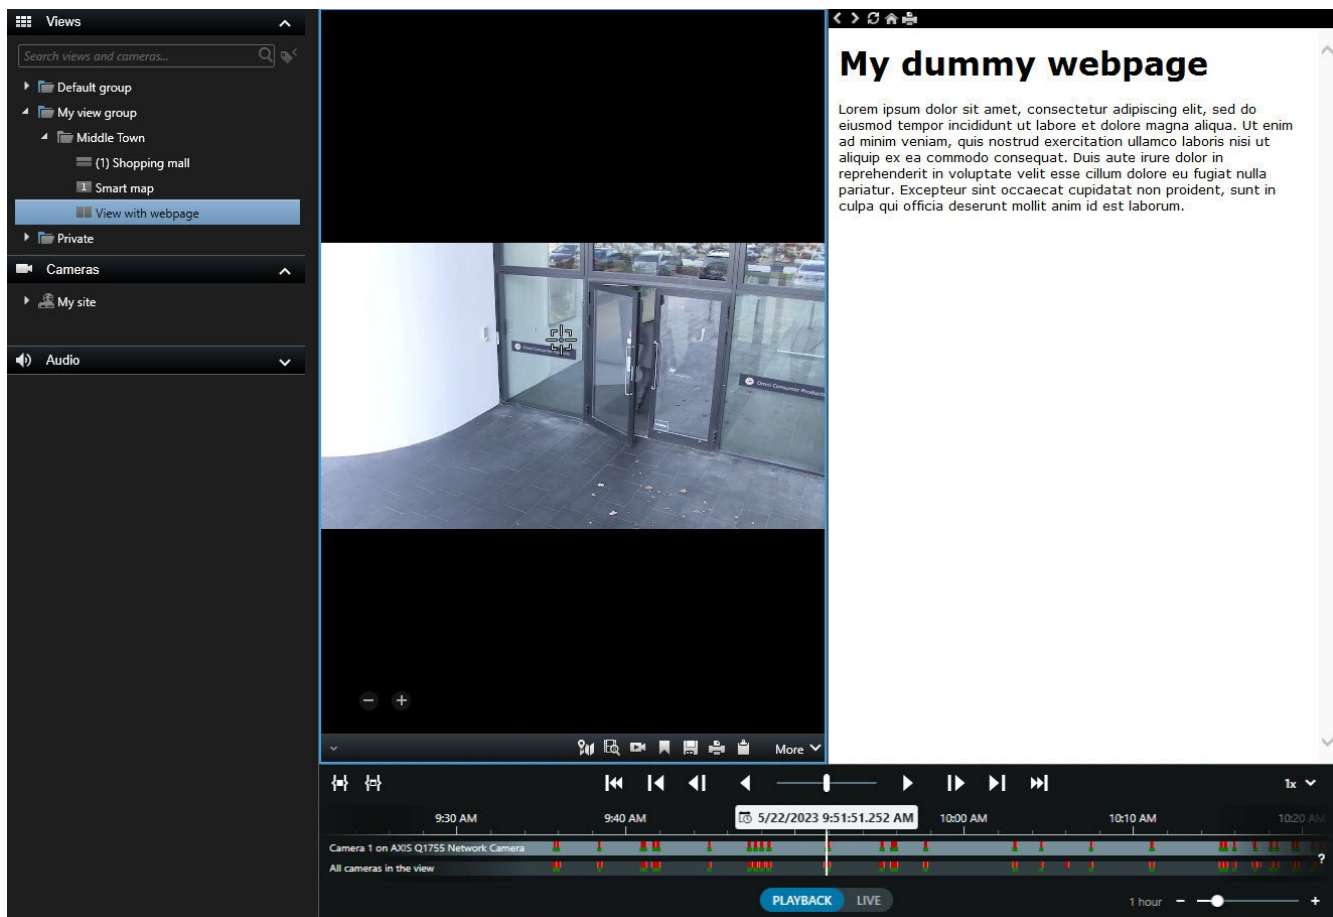 Views
Search views and cameras...
Default group
My view group
Middle Town
(1) Shopping mall
1 Smart map
View with webpage
Private
Cameras
My site
Audio
Omni Consumer Products
More
My dummy webpage
Lorem ipsum dolor sit amet, consectetur adipiscing elit, sed do
eiusmod tempor incididunt ut labore et dolore magna aliqua. Ut enim
ad minim veniam, quis nostrud exercitation ullamco laboris nisi ut
aliquip ex ea commodo consequat. Duis aute irure dolor in
reprehenderit in voluptate velit esse cillum dolore eu fugiat nulla
pariatur. Excepteur sint occaecat cupidatat non proident, sunt in
culpa qui officia deserunt mollit anim id est laborum.
1x
9:30 AM 9:40 AM 5/22/2023 9:51:51.252 AM 10:00 AM 10:10 AM 10:20 AM
Camera 1 on AXIS Q1755 Network Camera
All cameras in the view
?
PLAYBACK LIVE
1 hour